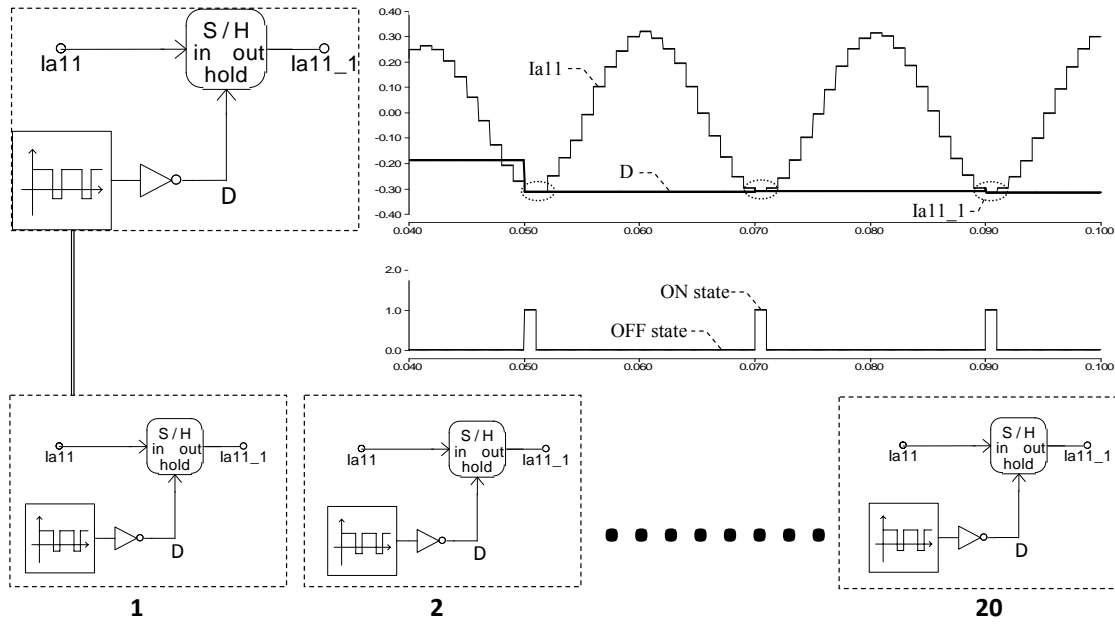 S / H
in out
hold
Ia11
Ia11_1
D
0.40
0.30
0.20
0.10
0.00
-0.10
-0.20
-0.30
-0.40
Ia11
D
Ia11_1
0.040 0.050 0.060 0.070 0.080 0.090 0.100
2.0
1.0
0.0
ON state
OFF state
0.040 0.050 0.060 0.070 0.080 0.090 0.100
S / H
in out
hold
Ia11
Ia11_1
D
1
S / H
in out
hold
Ia11
Ia11_1
D
2
S / H
in out
hold
Ia11
Ia11_1
D
20